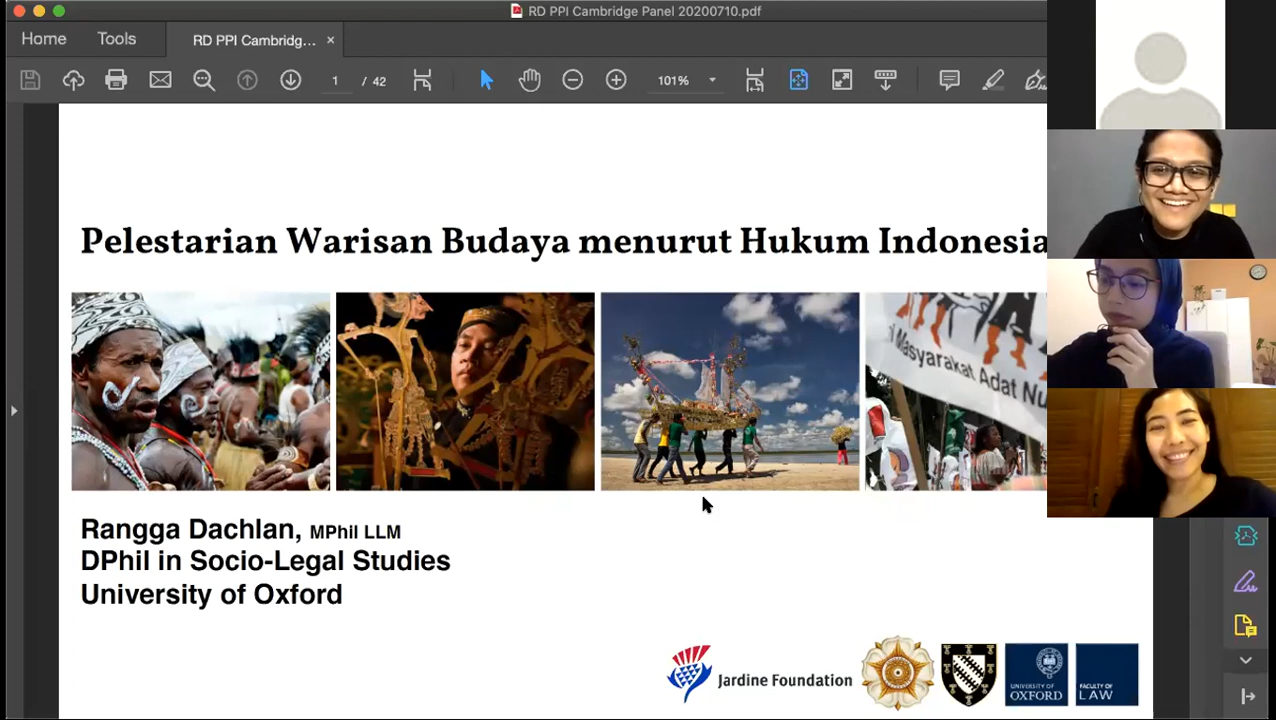 RD PPI Cambridge Panel 20200710.pdf
Home
Tools
RD PPI Cambridg... ×
1 / 42
101%
Pelestarian Warisan Budaya menurut Hukum Indonesia
Masyarakat Adat Nu
Rangga Dachlan, MPhil LLM
DPhil in Socio-Legal Studies
University of Oxford
Jardine Foundation
UNIVERSITY OF
OXFORD
FACULTY OF
LAW